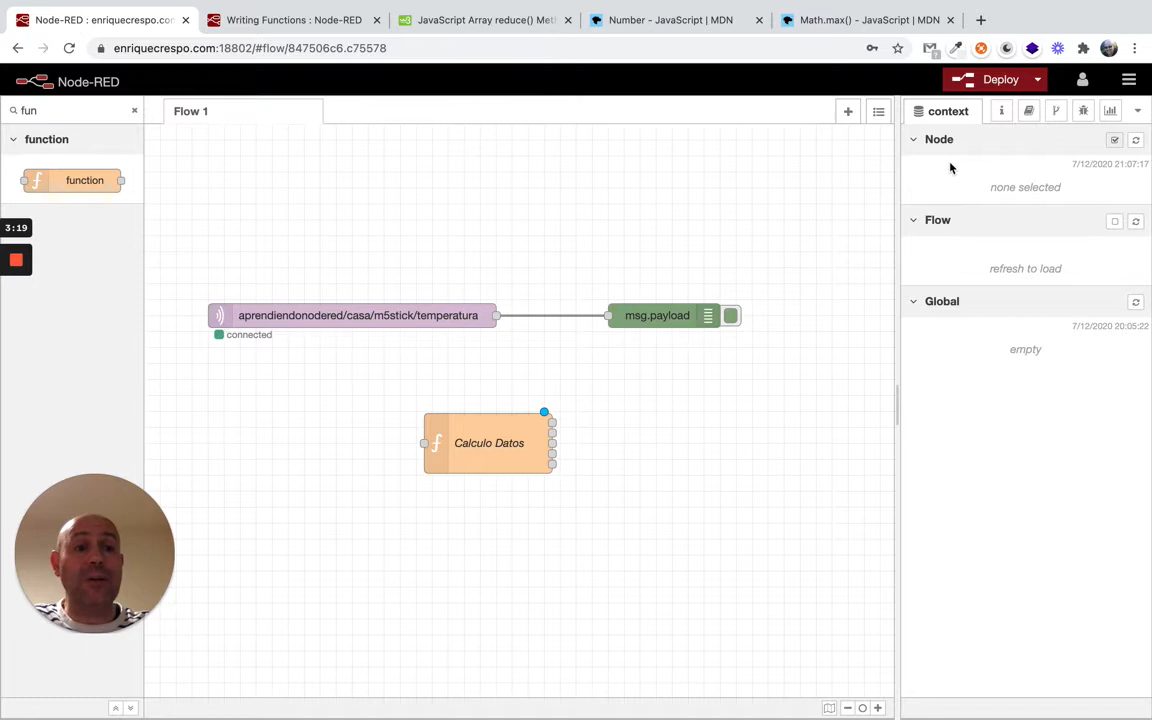 Node-RED : enriquecrespo.com:
Writing Functions : Node-RED
JavaScript Array reduce() Met
Number - JavaScript | MDN
Math.max() - JavaScript | MDN
enriquecrespo.com:18802/#flow/847506c6.c75578
Node-RED
Deploy
fun
Flow 1
context
function
Node
function
7/12/2020 21:07:17
none selected
3:19
Flow
refresh to load
Global
aprendiendonodered/casa/m5stick/temperatura
msg.payload
7/12/2020 20:05:22
connected
empty
Calculo Datos